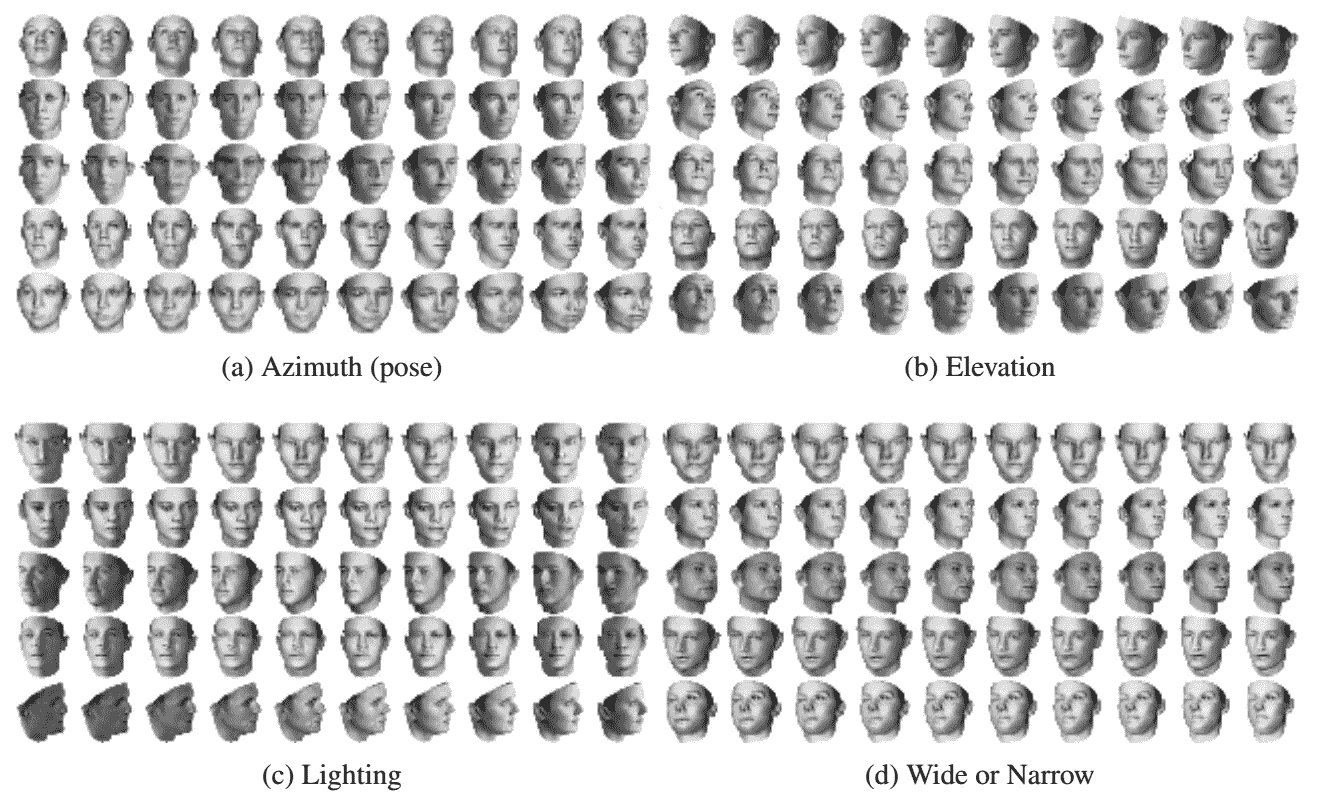 (a) Azimuth (pose)
(b) Elevation
(c) Lighting
(d) Wide or Narrow